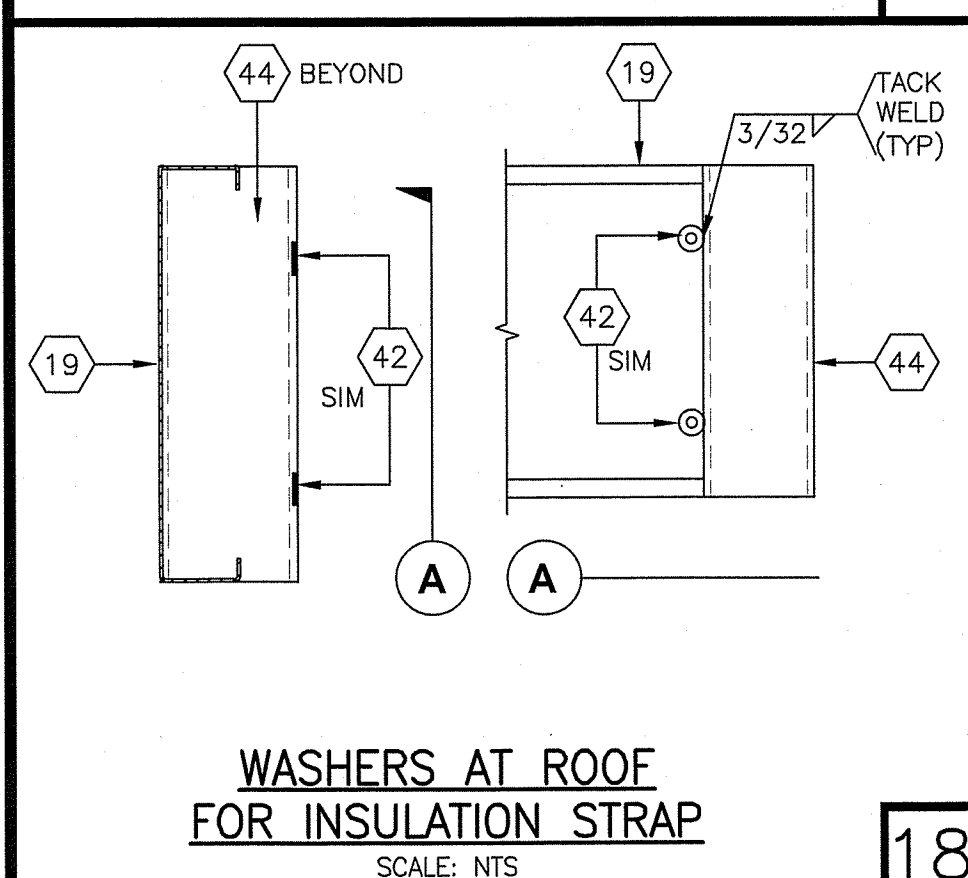 44 BEYOND
19
TACK
WELD
(TYP)
3/32
42
SIM
19
42
SIM
44
A
A
WASHERS AT ROOF
FOR INSULATION STRAP
SCALE: NTS
18